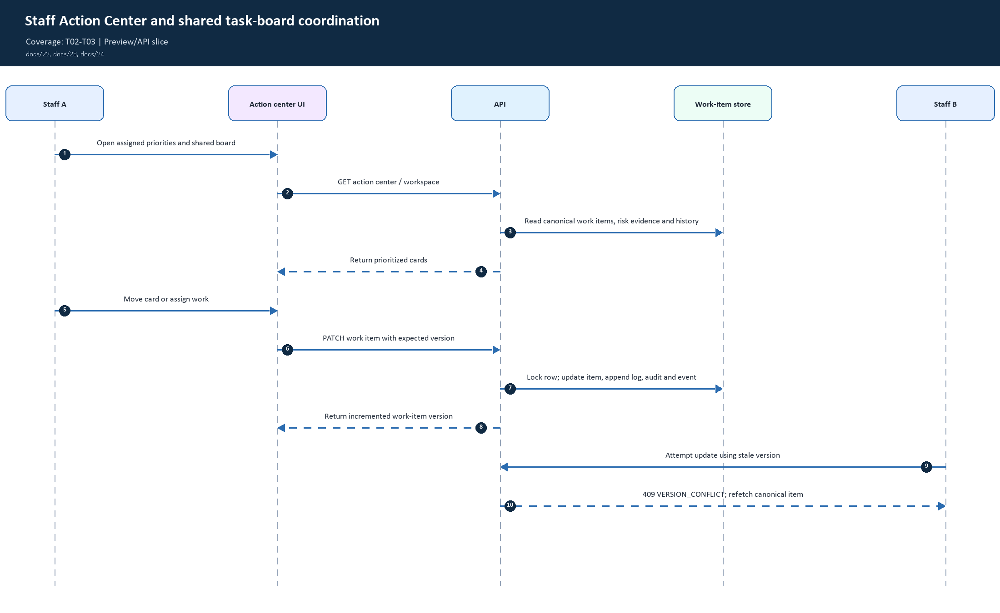 Staff Action Center and shared task-board coordination
Coverage: T02-T03 | Preview/API slice
docs/22, docs/23, docs/24
Staff A
Action center UI
API
Work-item store
Staff B
Open assigned priorities and shared board
1
GET action center / workspace
2
Read canonical work items, risk evidence and history
3
Return prioritized cards
4
Move card or assign work
5
PATCH work item with expected version
6
Lock row; update item, append log, audit and event
7
Return incremented work-item version
8
Attempt update using stale version
9
409 VERSION_CONFLICT; refetch canonical item
10